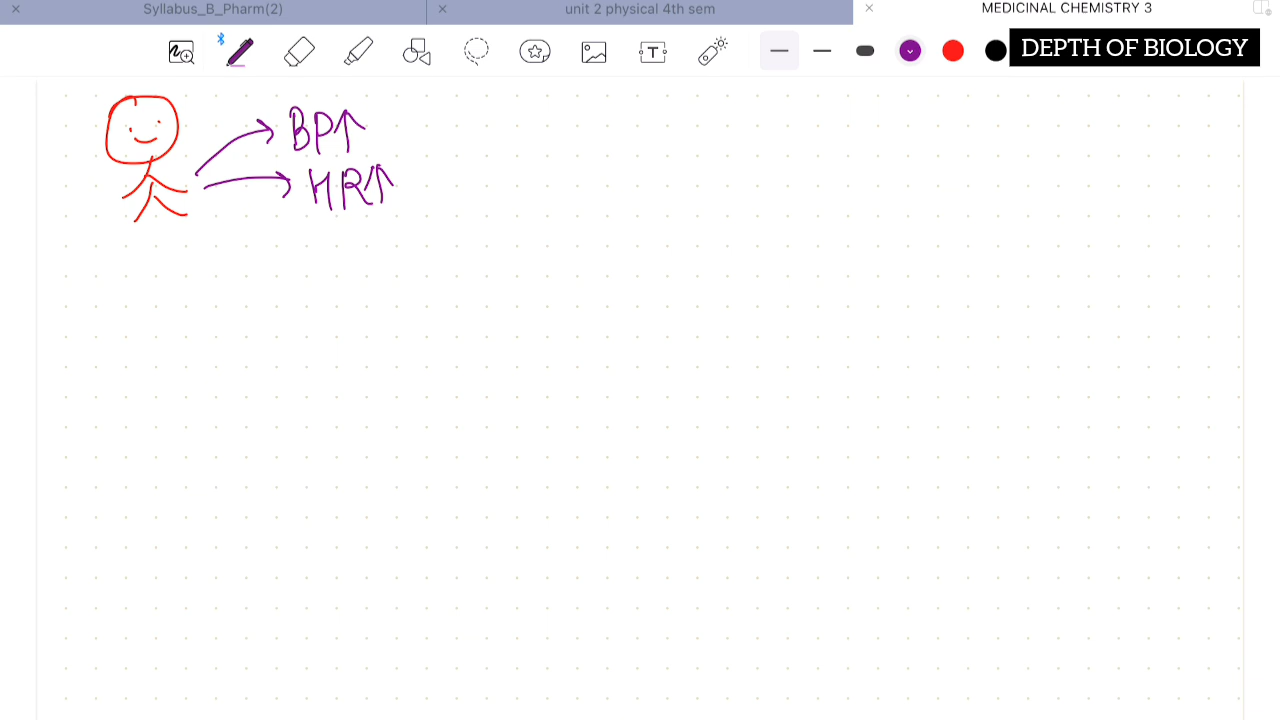 Syllabus_B_Pharm(2)
unit 2 physical 4th sem
MEDICINAL CHEMISTRY 3
T
DEPTH OF BIOLOGY
BP↑
HR↑